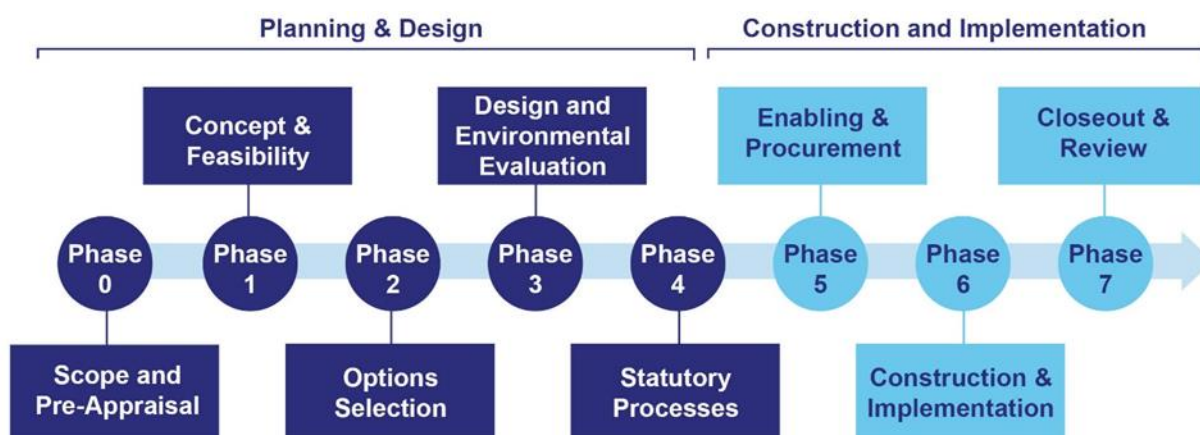 Planning & Design
Construction and Implementation
Concept &
Feasibility
Design and
Environmental
Evaluation
Enabling &
Procurement
Closeout &
Review
Phase
0
Phase
1
Phase
2
Phase
3
Phase
4
Phase
5
Phase
6
Phase
7
Scope and
Pre-Appraisal
Options
Selection
Statutory
Processes
Construction &
Implementation